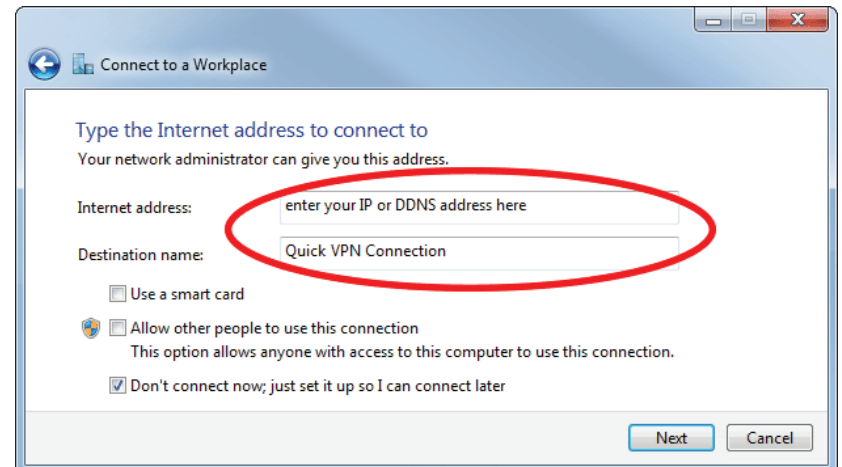 Connect to a Workplace
Type the Internet address to connect to
Your network administrator can give you this address.
Internet address: enter your IP or DDNS address here
Destination name: Quick VPN Connection
Use a smart card
Allow other people to use this connection
This option allows anyone with access to this computer to use this connection.
Don't connect now; just set it up so I can connect later
Next Cancel